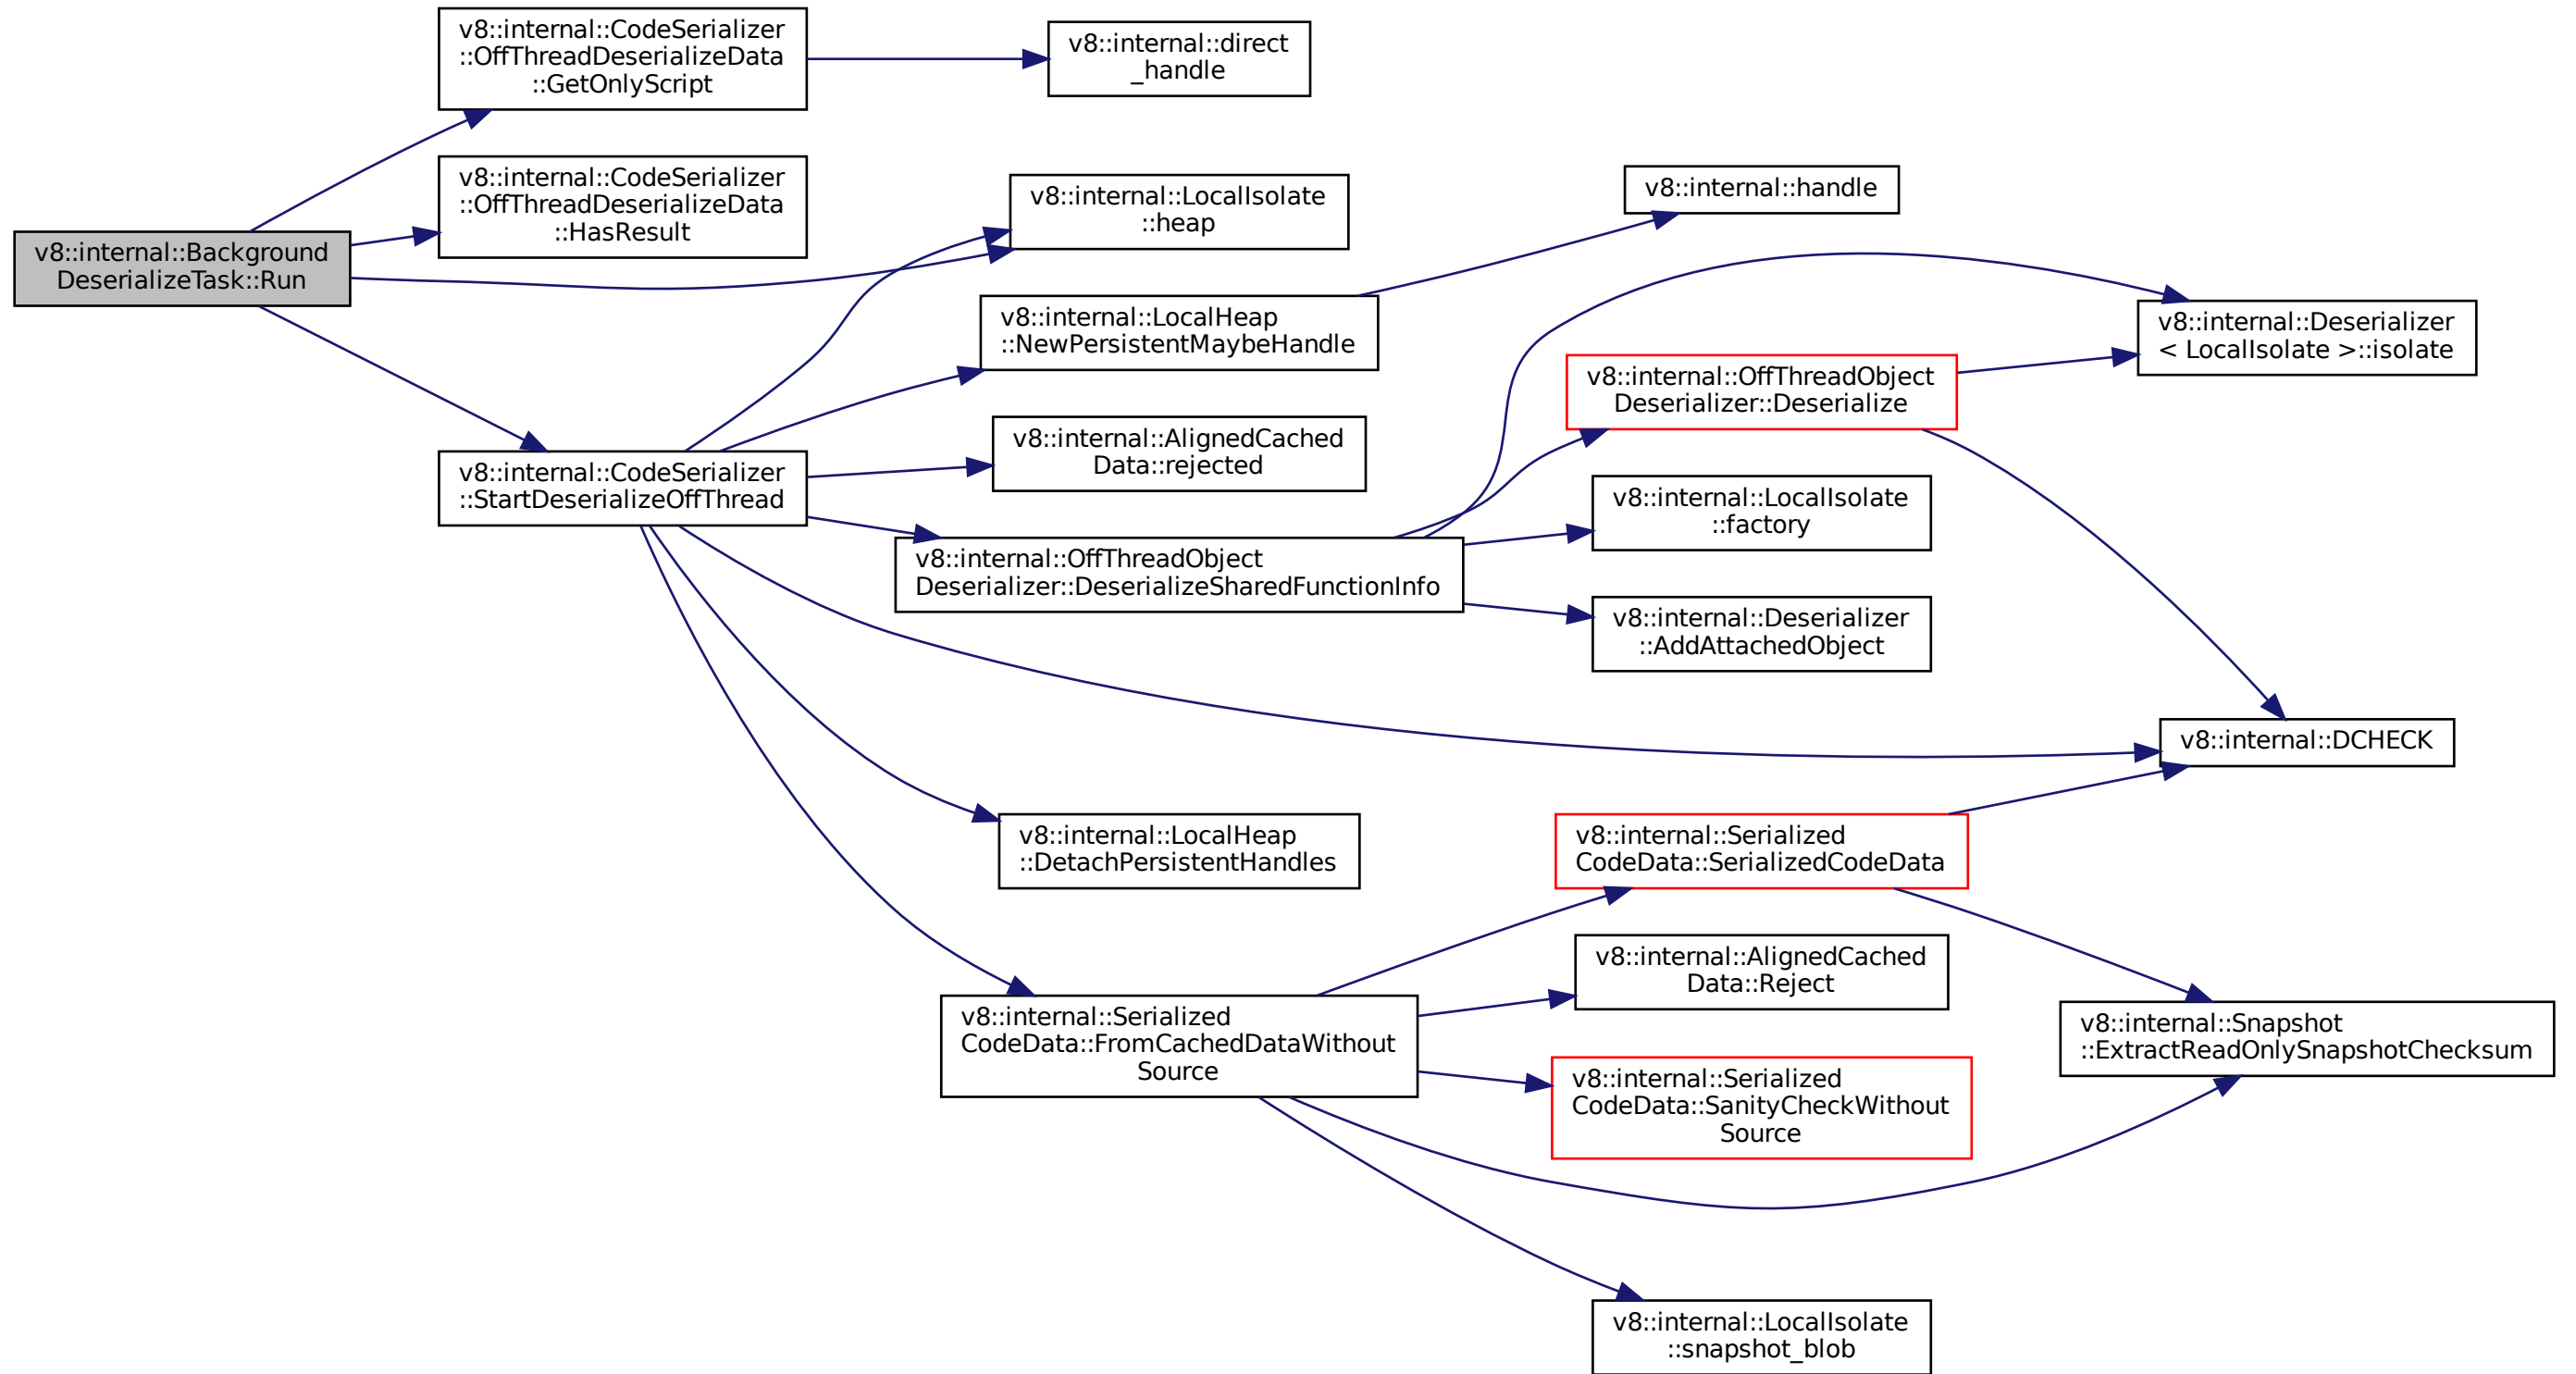 v8::internal::CodeSerializer
::OffThreadDeserializeData
::GetOnlyScript
v8::internal::direct
_handle
v8::internal::CodeSerializer
::OffThreadDeserializeData
::HasResult
v8::internal::LocalIsolate
::heap
v8::internal::handle
v8::internal::Background
DeserializeTask::Run
v8::internal::LocalHeap
::NewPersistentMaybeHandle
v8::internal::Deserializer
< LocalIsolate >::isolate
v8::internal::OffThreadObject
Deserializer::Deserialize
v8::internal::AlignedCached
Data::rejected
v8::internal::CodeSerializer
::StartDeserializeOffThread
v8::internal::LocalIsolate
::factory
v8::internal::OffThreadObject
Deserializer::DeserializeSharedFunctionInfo
v8::internal::Deserializer
::AddAttachedObject
v8::internal::DCHECK
v8::internal::LocalHeap
::DetachPersistentHandles
v8::internal::Serialized
CodeData::SerializedCodeData
v8::internal::AlignedCached
Data::Reject
v8::internal::Serialized
CodeData::FromCachedDataWithout
Source
v8::internal::Snapshot
::ExtractReadOnlySnapshotChecksum
v8::internal::Serialized
CodeData::SanityCheckWithout
Source
v8::internal::LocalIsolate
::snapshot_blob